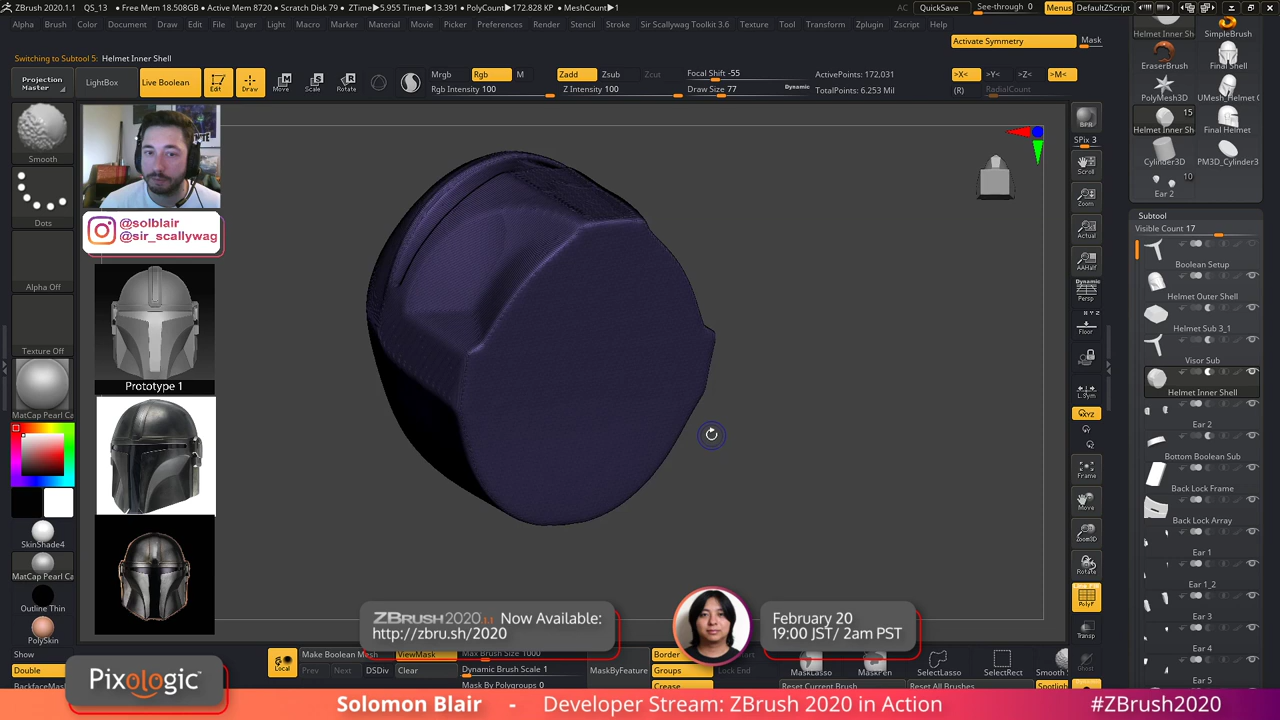 ZBrush 2020.1.1
QS_13
• Free Mem 18.508GB • Active Mem 8720 • Scratch Disk 79 • ZTime▶5.955 Timer▶13.391 • PolyCount▶172.828 KP • MeshCount▶1
AC
QuickSave
See-through 0
Menus
DefaultZScript
Alpha Brush Color Document Draw Edit File Layer Light Macro Marker Material Movie Picker Preferences Render Stencil Stroke Sir Scallywag Toolkit 3.6 Texture Tool Transform Zplugin Zscript Help
Switching to Subtool 5: Helmet Inner Shell
Activate Symmetry
Mask
Projection
Master
LightBox
Live Boolean
Edit
Draw
Move
Scale
Rotate
Mrgb
Rgb
M
Rgb Intensity 100
Zadd
Zsub
Zcut
Z Intensity 100
Focal Shift -55
Draw Size 77
Dynamic
ActivePoints: 172,031
TotalPoints: 6.253 Mil
>X<
>Y<
>Z<
>M<
(R)
RadialCount
Smooth
Dots
Alpha Off
Texture Off
MatCap Pearl Ca
SkinShade4
MatCap Pearl Ca
Outline Thin
PolySkin
Show
Double
@solblair
@sir_scallywag
Prototype 1
BPR
SPix 3
Scroll
Zoom
Actual
AAHalf
Dynamic
Persp
Floor
L.Sym
XYZ
Frame
Move
Zoom3D
Rotate
PolyF
Transp
Ghost
Helmet Inner Sh
SimpleBrush
EraserBrush
Final Shell
PolyMesh3D
UMesh_Helmet C
15
Helmet Inner Sh
Final Helmet
Cylinder3D
PM3D_Cylinder3
10
Ear 2
Subtool
Visible Count 17
Boolean Setup
Helmet Outer Shell
Helmet Sub 3_1
Visor Sub
Helmet Inner Shell
Ear 2
Bottom Boolean Sub
Back Lock Frame
Back Lock Array
Ear 1
Ear 1_2
Ear 3
Ear 4
Ear 5
ZBRUSH2020.1.1 Now Available:
http://zbru.sh/2020
February 20
19:00 JST/ 2am PST
Local
Make Boolean Mesh
Prev
Next
DSDiv
ViewMask
Clear
Max Brush Size 1000
Dynamic Brush Scale 1
Mask By Polygroups 0
MaskByFeature
Border
Groups
Crease
Lock End
MaskLasso
MaskPen
SelectLasso
SelectRect
Smooth
Reset Current Brush
Reset All Brushes
Spotligh
Pixologic
Solomon Blair - Developer Stream: ZBrush 2020 in Action
#ZBrush2020